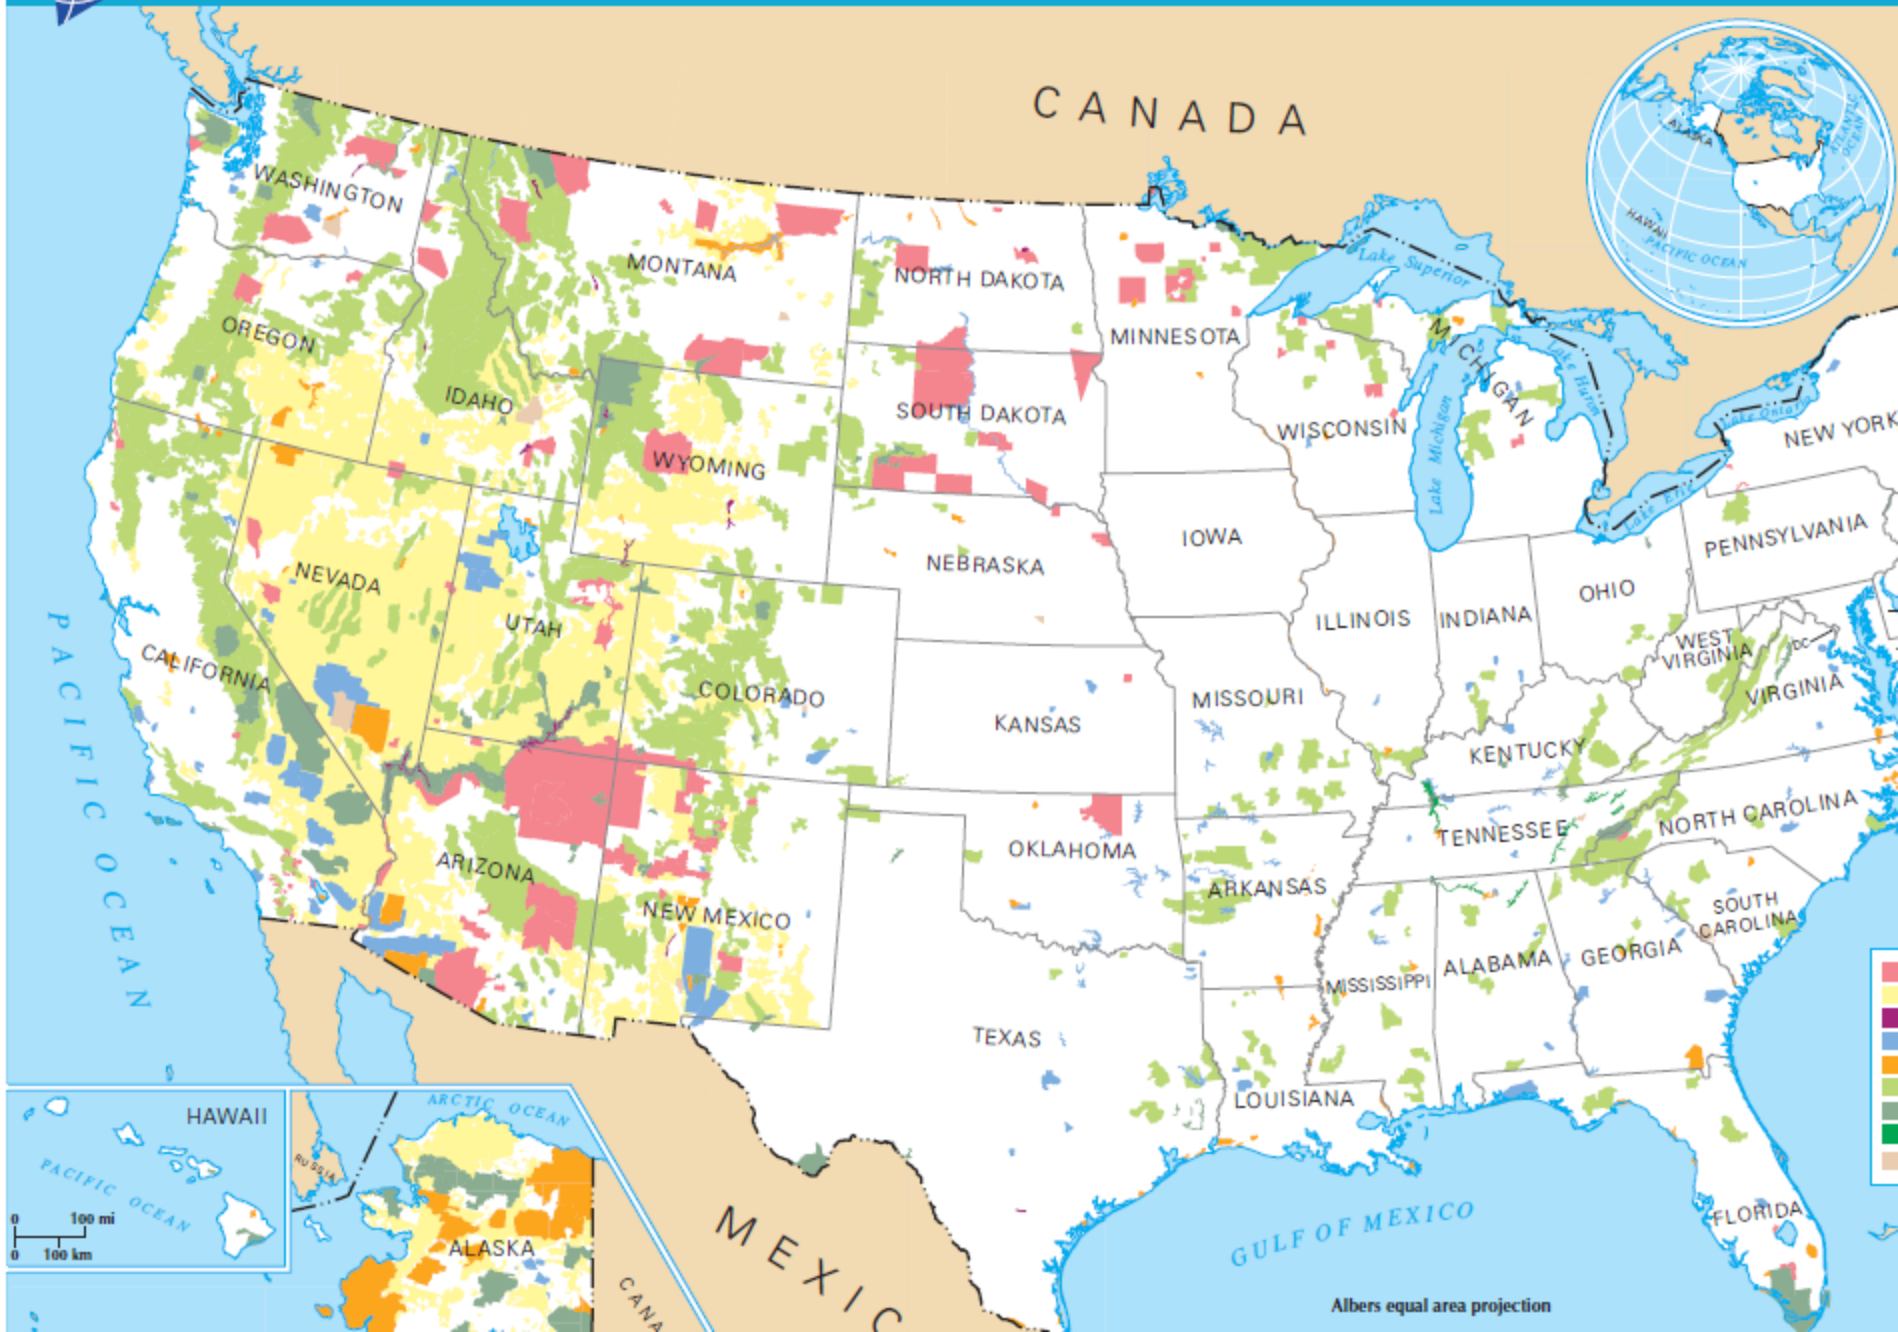 CANADA
ALASKA
ATLANTIC
OCEAN
HAWAII
PACIFIC OCEAN
WASHINGTON
MONTANA
NORTH DAKOTA
Lake Superior
OREGON
MINNESOTA
MICHIGAN
Lake Huron
IDAHO
SOUTH DAKOTA
WISCONSIN
Lake Michigan
Lake Ontario
NEW YORK
WYOMING
Lake Erie
PENNSYLVANIA
IOWA
NEBRASKA
NEVADA
UTAH
ILLINOIS
INDIANA
OHIO
PACIFIC OCEAN
CALIFORNIA
COLORADO
WEST
VIRGINIA
DC
VIRGINIA
KANSAS
MISSOURI
KENTUCKY
ARIZONA
OKLAHOMA
TENNESSEE
NORTH CAROLINA
NEW MEXICO
ARKANSAS
SOUTH
CAROLINA
MISSISSIPPI
ALABAMA
GEORGIA
TEXAS
LOUISIANA
HAWAII
ARCTIC OCEAN
PACIFIC OCEAN
RUSSIA
0 100 mi
0 100 km
ALASKA
CANA
MEXIC
GULF OF MEXICO
FLORIDA
Albers equal area projection